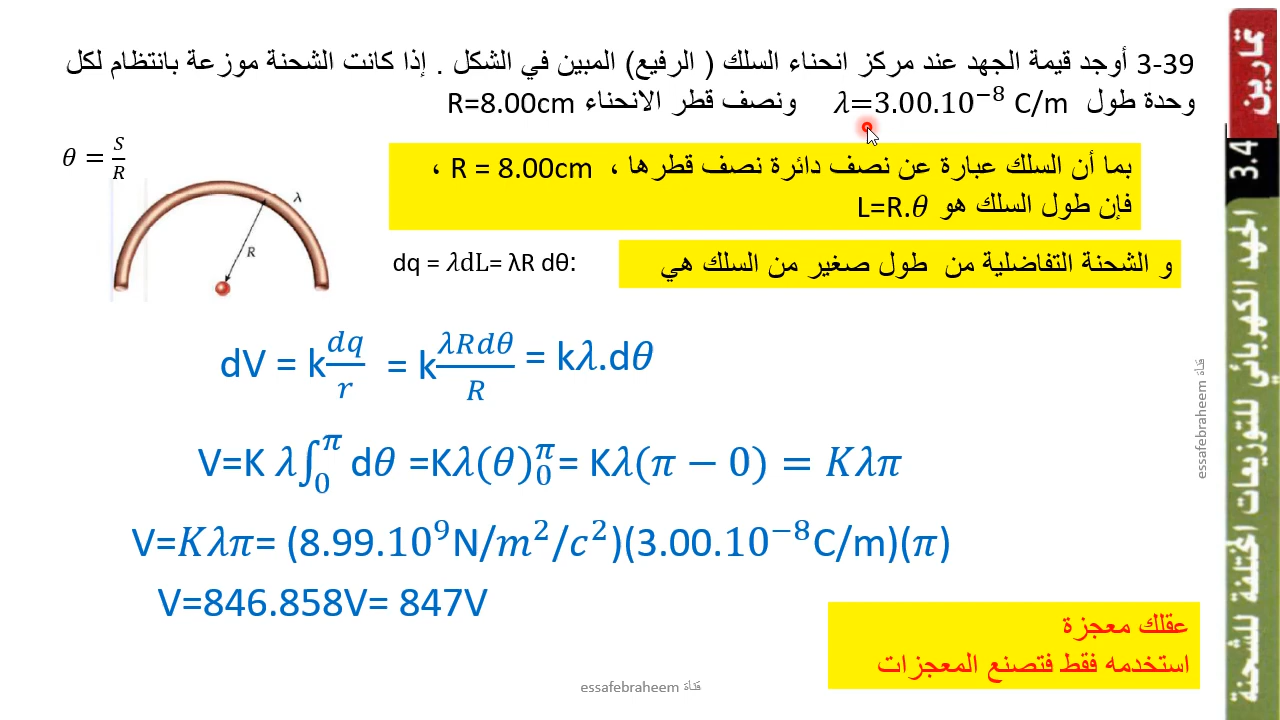 3-39 أوجد قيمة الجهد عند مركز انحناء السلك ( الرفيع) المبين في الشكل . إذا كانت الشحنة موزعة بانتظام لكل
وحدة طول λ=3.00.10⁻⁸ C/m ونصف قطر الانحناء R=8.00cm
θ = S/R
بما أن السلك عبارة عن نصف دائرة نصف قطرها ، R = 8.00cm ،
فإن طول السلك هو L=R.θ
λ
R
و الشحنة التفاضلية من طول صغير من السلك هي
dq = λdL= λR dθ:
dV = k dq/r = k λRdθ/R = kλ.dθ
V=K λ∫₀^π dθ =Kλ(θ)₀^π = Kλ(π − 0) = Kλπ
V=Kλπ= (8.99.10⁹N/m²/c²)(3.00.10⁻⁸C/m)(π)
V=846.858V= 847V
عقلك معجزة
استخدمه فقط فتصنع المعجزات
قناة essafebraheem
قناة essafebraheem
تمارين
3.4
الجهد الكهربائي للتوزيعات المختلفة للشحنة